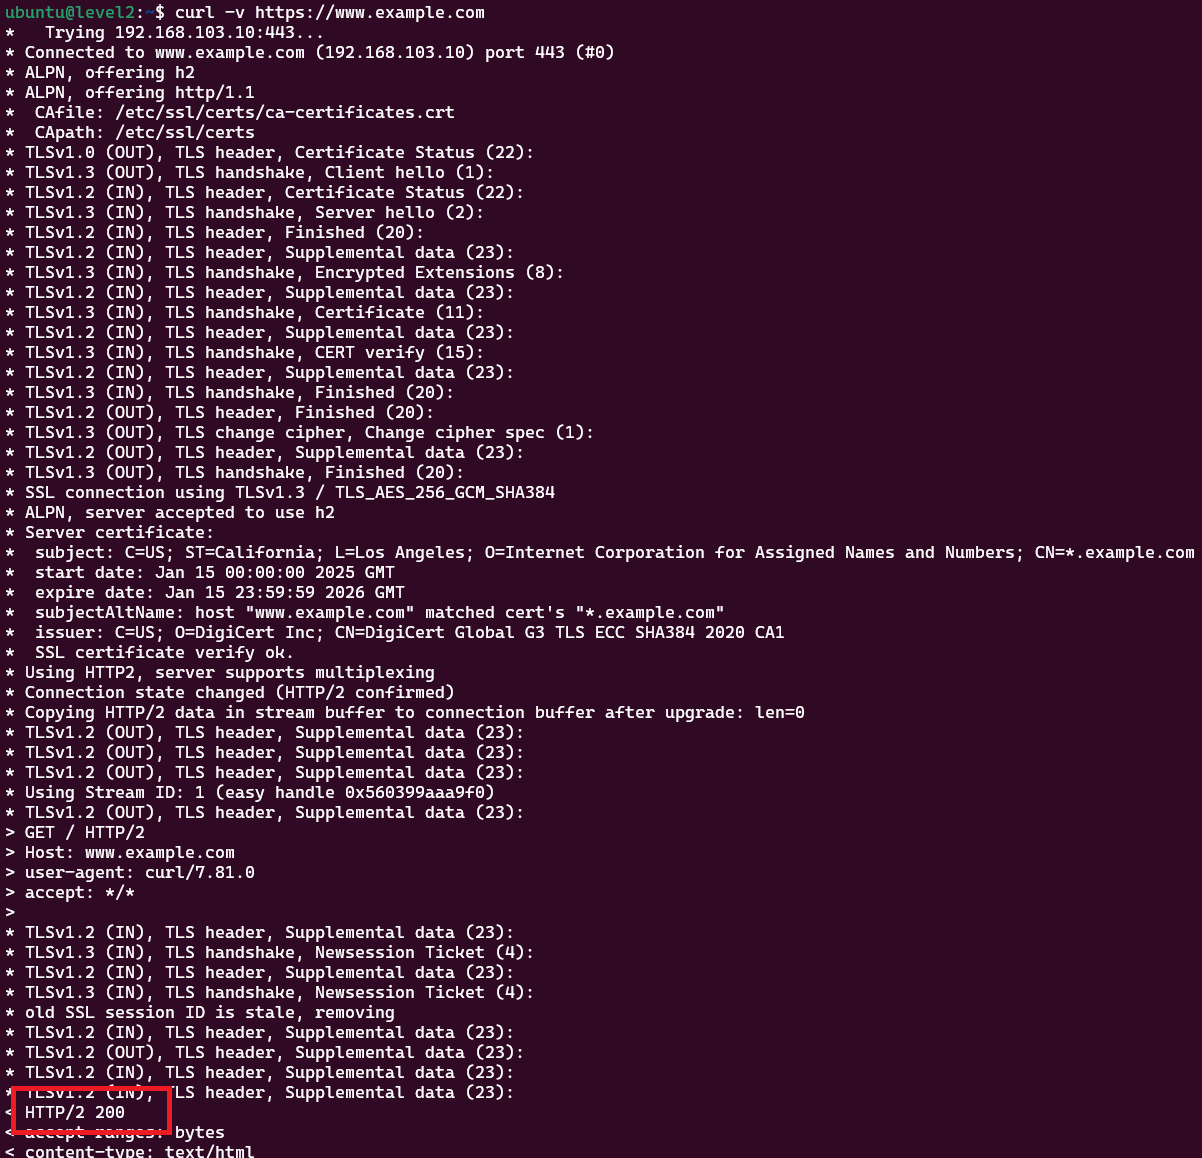 ubuntu@level2:~$ curl -v https://www.example.com
*   Trying 192.168.103.10:443...
* Connected to www.example.com (192.168.103.10) port 443 (#0)
* ALPN, offering h2
* ALPN, offering http/1.1
*  CAfile: /etc/ssl/certs/ca-certificates.crt
*  CApath: /etc/ssl/certs
* TLSv1.0 (OUT), TLS header, Certificate Status (22):
* TLSv1.3 (OUT), TLS handshake, Client hello (1):
* TLSv1.2 (IN), TLS header, Certificate Status (22):
* TLSv1.3 (IN), TLS handshake, Server hello (2):
* TLSv1.2 (IN), TLS header, Finished (20):
* TLSv1.2 (IN), TLS header, Supplemental data (23):
* TLSv1.3 (IN), TLS handshake, Encrypted Extensions (8):
* TLSv1.2 (IN), TLS header, Supplemental data (23):
* TLSv1.3 (IN), TLS handshake, Certificate (11):
* TLSv1.2 (IN), TLS header, Supplemental data (23):
* TLSv1.3 (IN), TLS handshake, CERT verify (15):
* TLSv1.2 (IN), TLS header, Supplemental data (23):
* TLSv1.3 (IN), TLS handshake, Finished (20):
* TLSv1.2 (OUT), TLS header, Finished (20):
* TLSv1.3 (OUT), TLS change cipher, Change cipher spec (1):
* TLSv1.2 (OUT), TLS header, Supplemental data (23):
* TLSv1.3 (OUT), TLS handshake, Finished (20):
* SSL connection using TLSv1.3 / TLS_AES_256_GCM_SHA384
* ALPN, server accepted to use h2
* Server certificate:
*  subject: C=US; ST=California; L=Los Angeles; O=Internet Corporation for Assigned Names and Numbers; CN=*.example.com
*  start date: Jan 15 00:00:00 2025 GMT
*  expire date: Jan 15 23:59:59 2026 GMT
*  subjectAltName: host "www.example.com" matched cert's "*.example.com"
*  issuer: C=US; O=DigiCert Inc; CN=DigiCert Global G3 TLS ECC SHA384 2020 CA1
*  SSL certificate verify ok.
* Using HTTP2, server supports multiplexing
* Connection state changed (HTTP/2 confirmed)
* Copying HTTP/2 data in stream buffer to connection buffer after upgrade: len=0
* TLSv1.2 (OUT), TLS header, Supplemental data (23):
* TLSv1.2 (OUT), TLS header, Supplemental data (23):
* TLSv1.2 (OUT), TLS header, Supplemental data (23):
* Using Stream ID: 1 (easy handle 0x560399aaa9f0)
* TLSv1.2 (OUT), TLS header, Supplemental data (23):
> GET / HTTP/2
> Host: www.example.com
> user-agent: curl/7.81.0
> accept: */*
>
* TLSv1.2 (IN), TLS header, Supplemental data (23):
* TLSv1.3 (IN), TLS handshake, Newsession Ticket (4):
* TLSv1.2 (IN), TLS header, Supplemental data (23):
* TLSv1.3 (IN), TLS handshake, Newsession Ticket (4):
* old SSL session ID is stale, removing
* TLSv1.2 (IN), TLS header, Supplemental data (23):
* TLSv1.2 (OUT), TLS header, Supplemental data (23):
* TLSv1.2 (IN), TLS header, Supplemental data (23):
* TLSv1.2 (IN), TLS header, Supplemental data (23):
< HTTP/2 200
< accept-ranges: bytes
< content-type: text/html